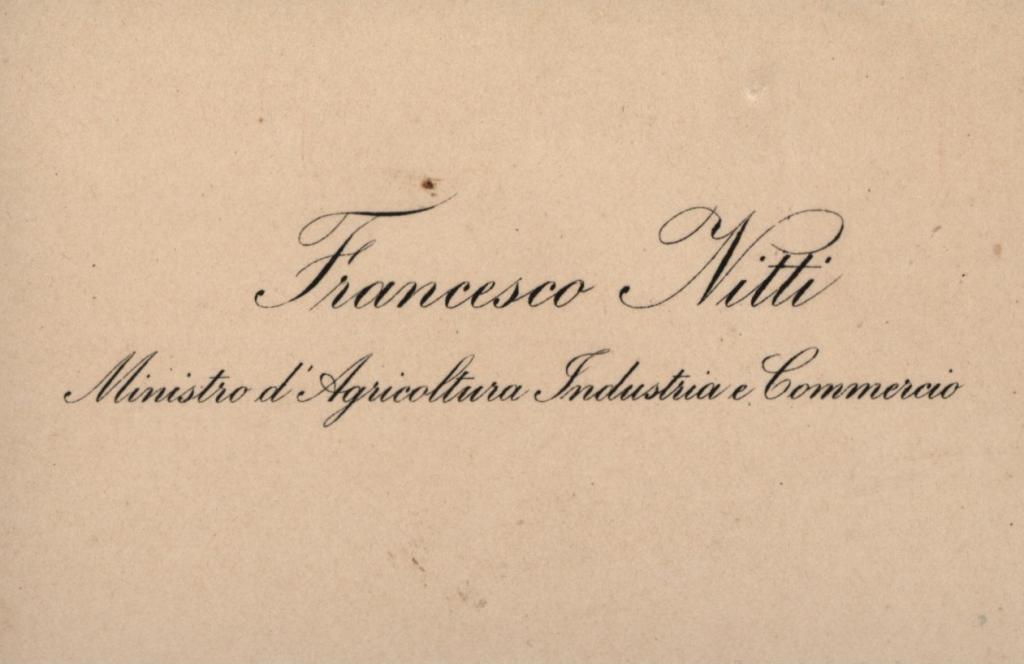 Francesco Nitti
Ministro d'Agricoltura Industria e Commercio